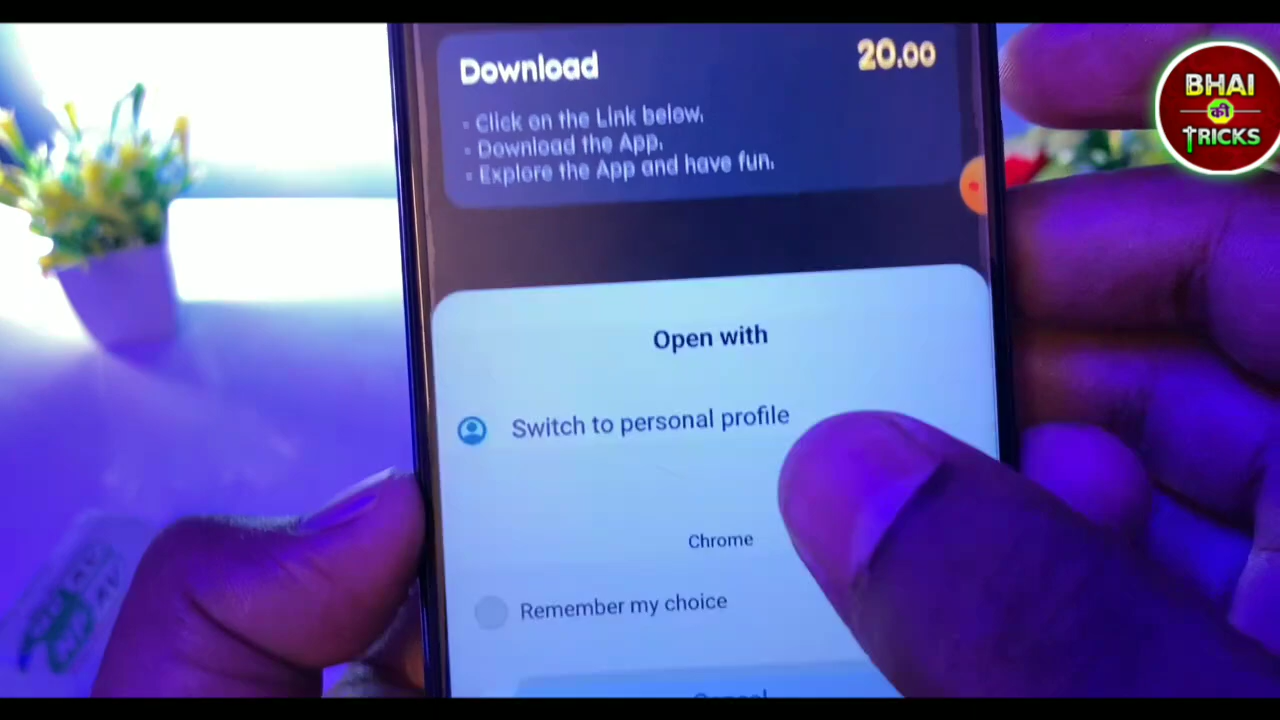 Download
20.00
- Click on the Link below.
- Download the App.
- Explore the App and have fun.
Open with
Switch to personal profile
Chrome
Remember my choice
Cancel
BHAI
की
TRICKS